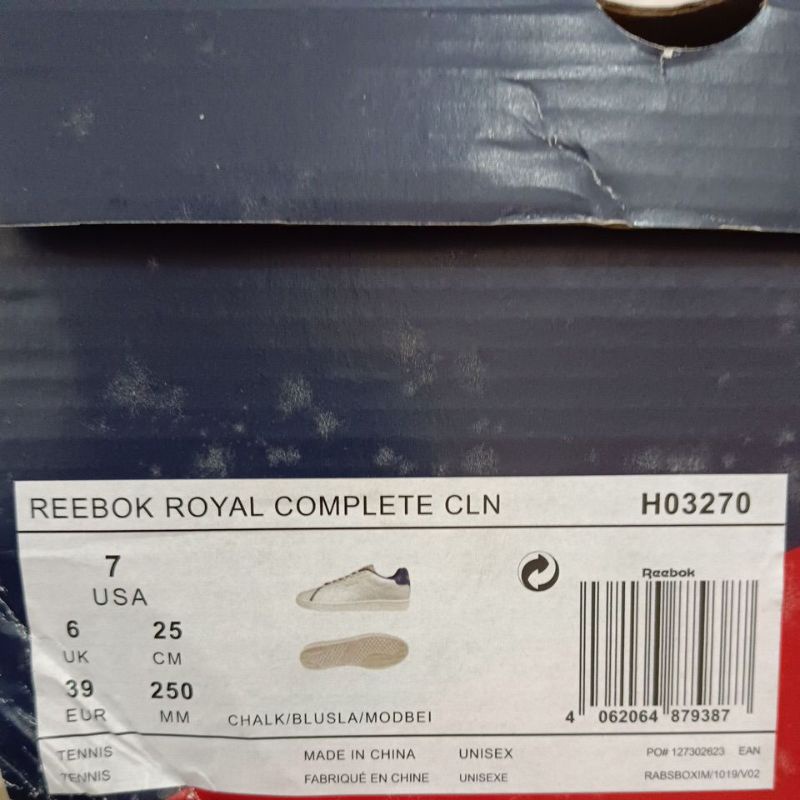 REEBOK ROYAL COMPLETE CLN H03270
7
USA
6 25
UK CM
39 250
EUR MM
CHALK/BLUSLA/MODBEI
Reebok
4 062064 879387
TENNIS MADE IN CHINA UNISEX PO# 127302623 EAN
TENNIS FABRIQUÉ EN CHINE UNISEXE RABSBOXIM/1019/V02